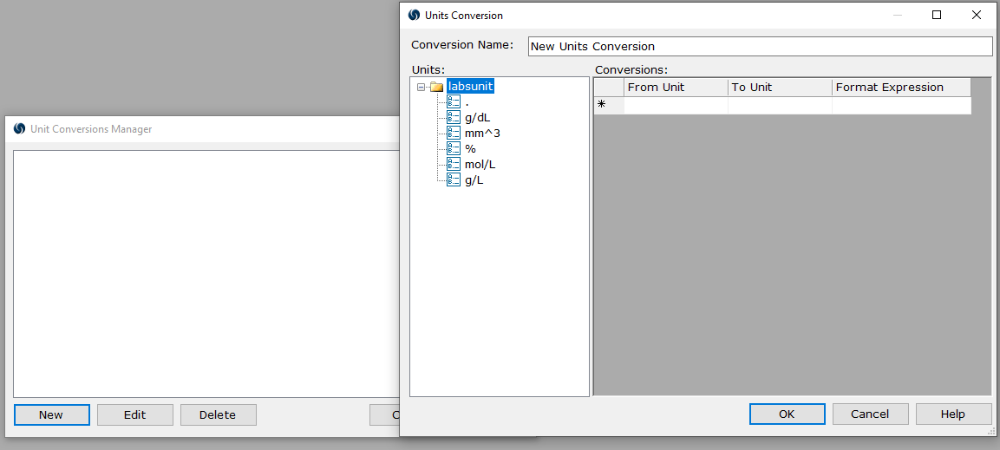 Units Conversion
Conversion Name: New Units Conversion
Units:
labsunit
.
g/dL
mm^3
%
mol/L
g/L
Conversions:
From Unit To Unit Format Expression
*
OK Cancel Help
Unit Conversions Manager
New Edit Delete C